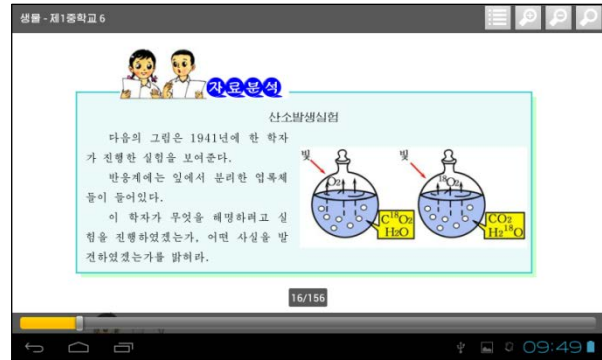 생물 - 제1중학교 6
자료분석
산소발생실험
다음의 그림은 1941년에 한 학자
가 진행한 실험을 보여준다.
반응계에는 잎에서 분리한 엽록체
들이 들어있다.
이 학자가 무엇을 해명하려고 실
험을 진행하였겠는가, 어떤 사실을 발
견하였겠는가를 밝혀라.
빛
O2
C¹⁸O2
H2O
빛
¹⁸O2
CO2
H2¹⁸O
16/156
09:49